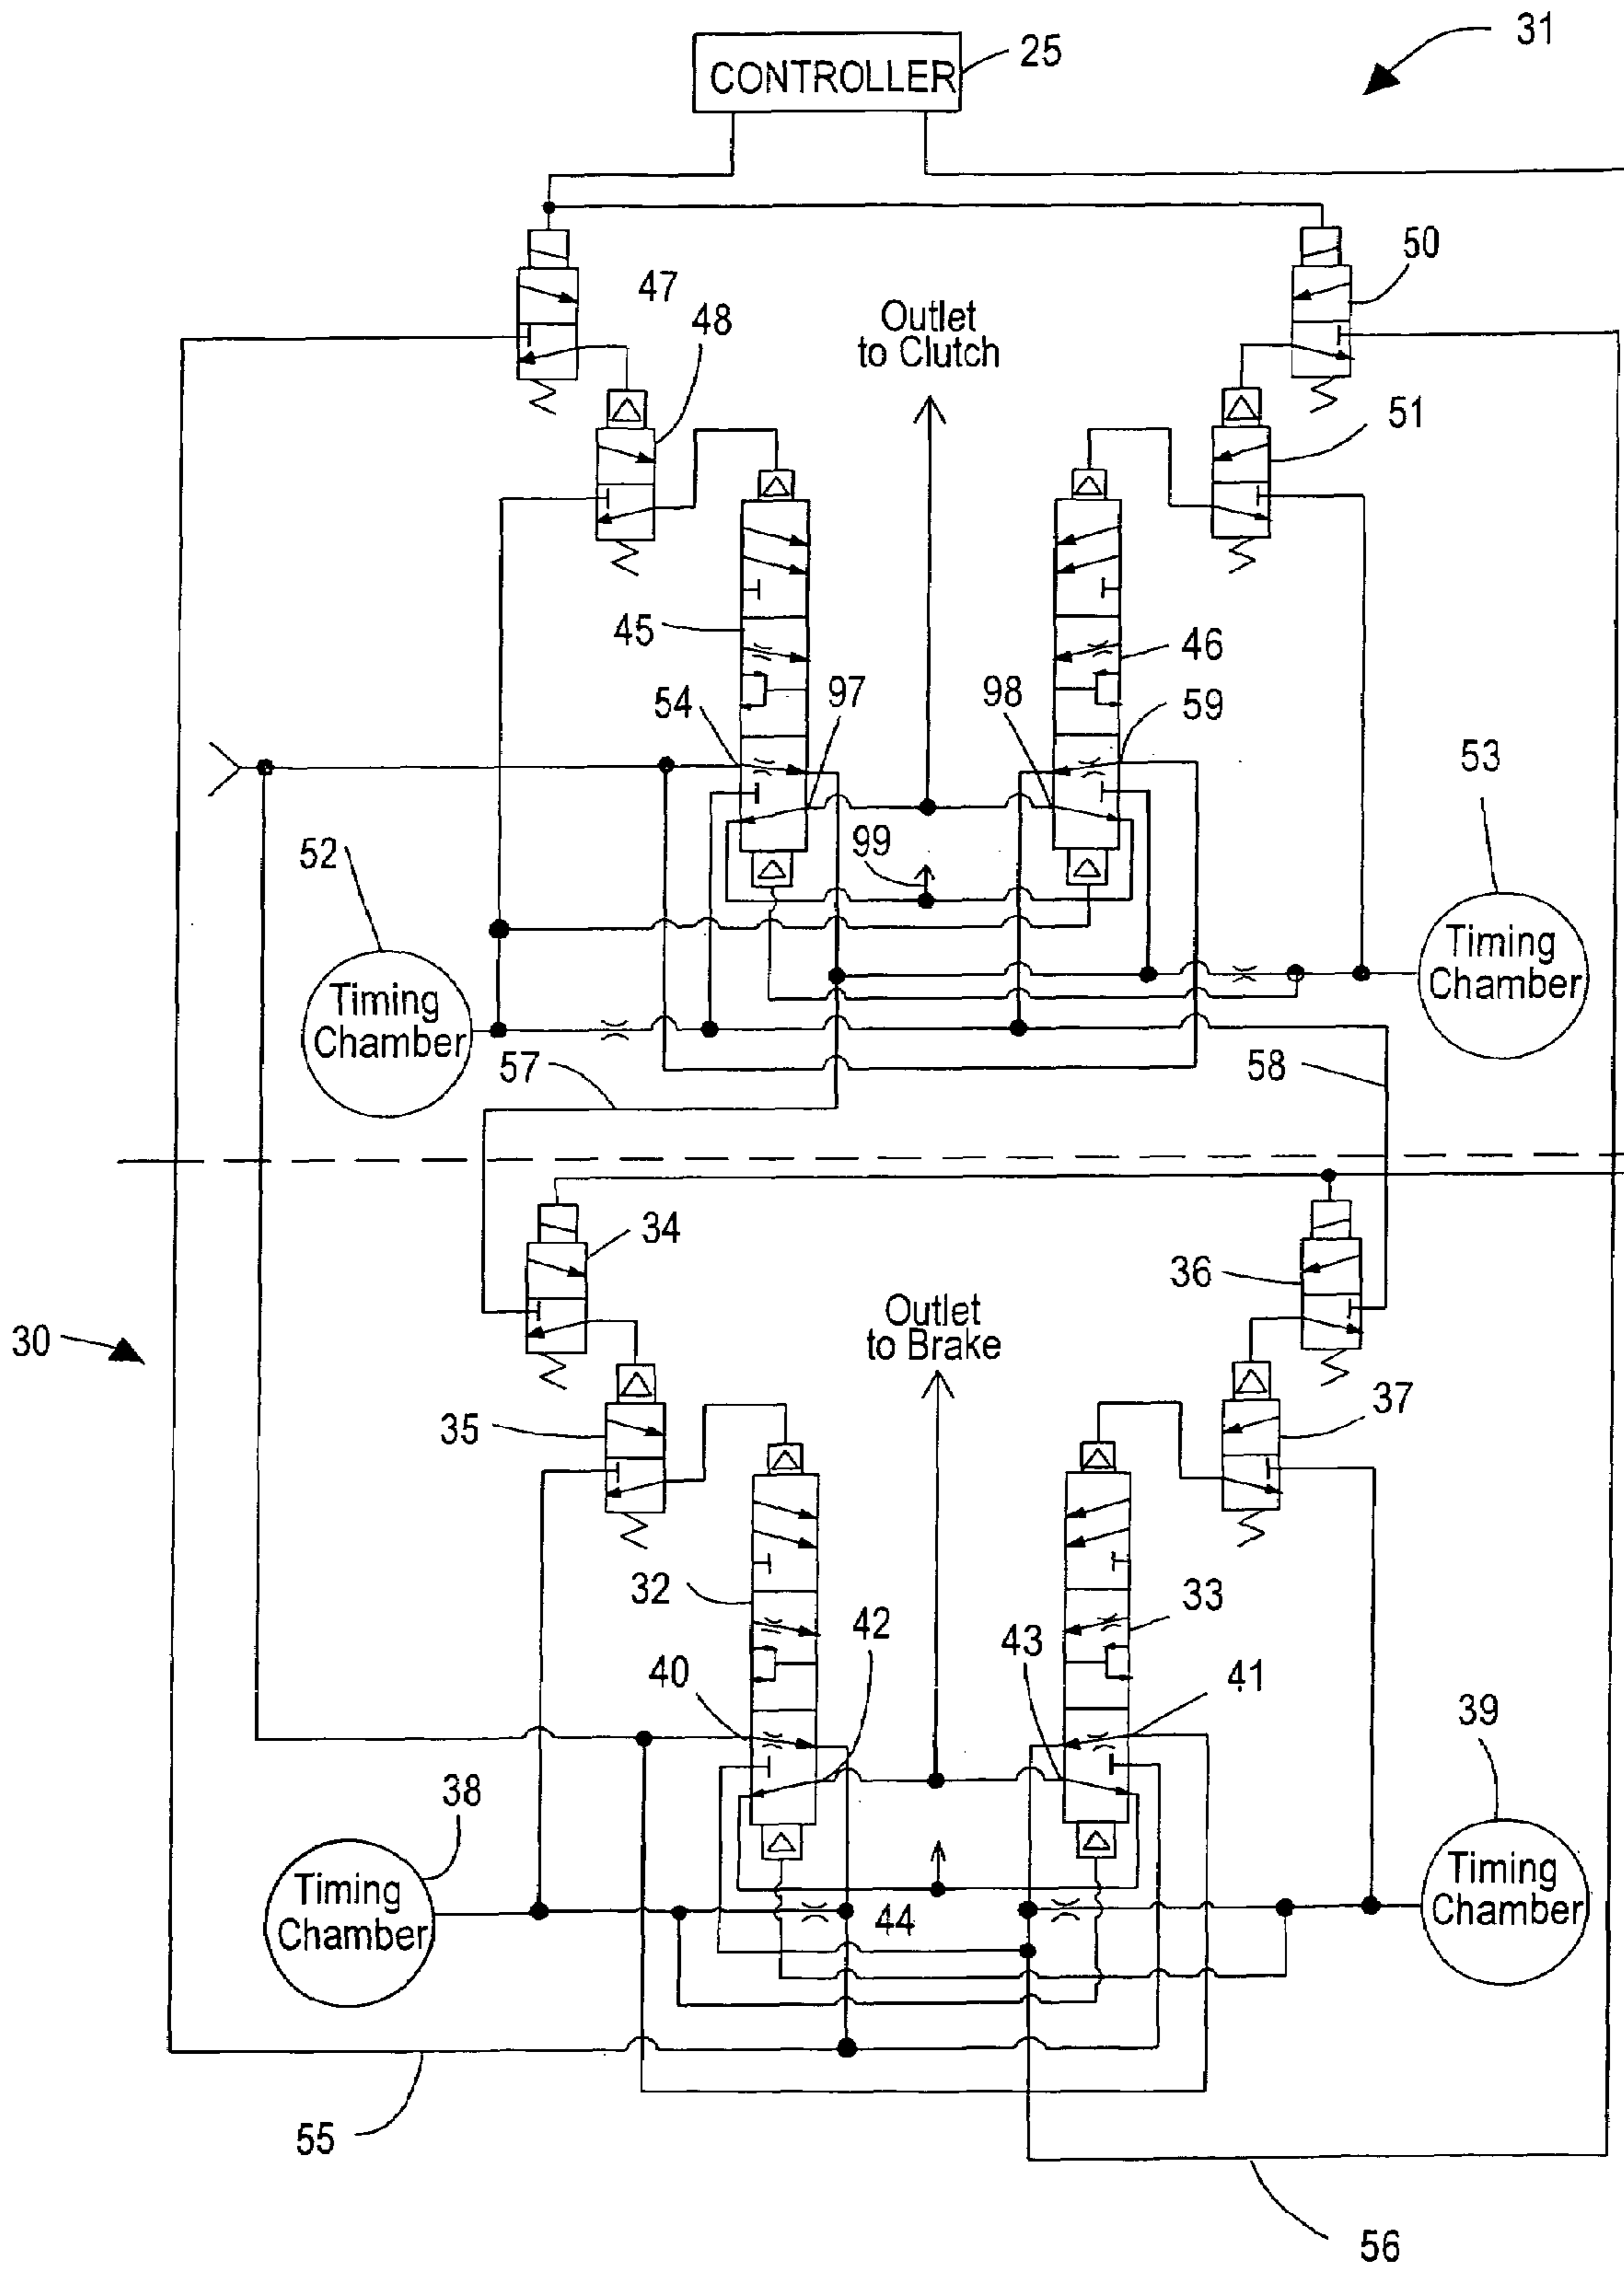 31
CONTROLLER
25
50
47
48
Outlet
to Clutch
51
45
46
54
97
98
59
53
52
99
Timing
Chamber
Timing
Chamber
57
58
34
36
30
Outlet
to Brake
35
37
32
33
42
43
40
41
39
38
Timing
Chamber
Timing
Chamber
44
55
56